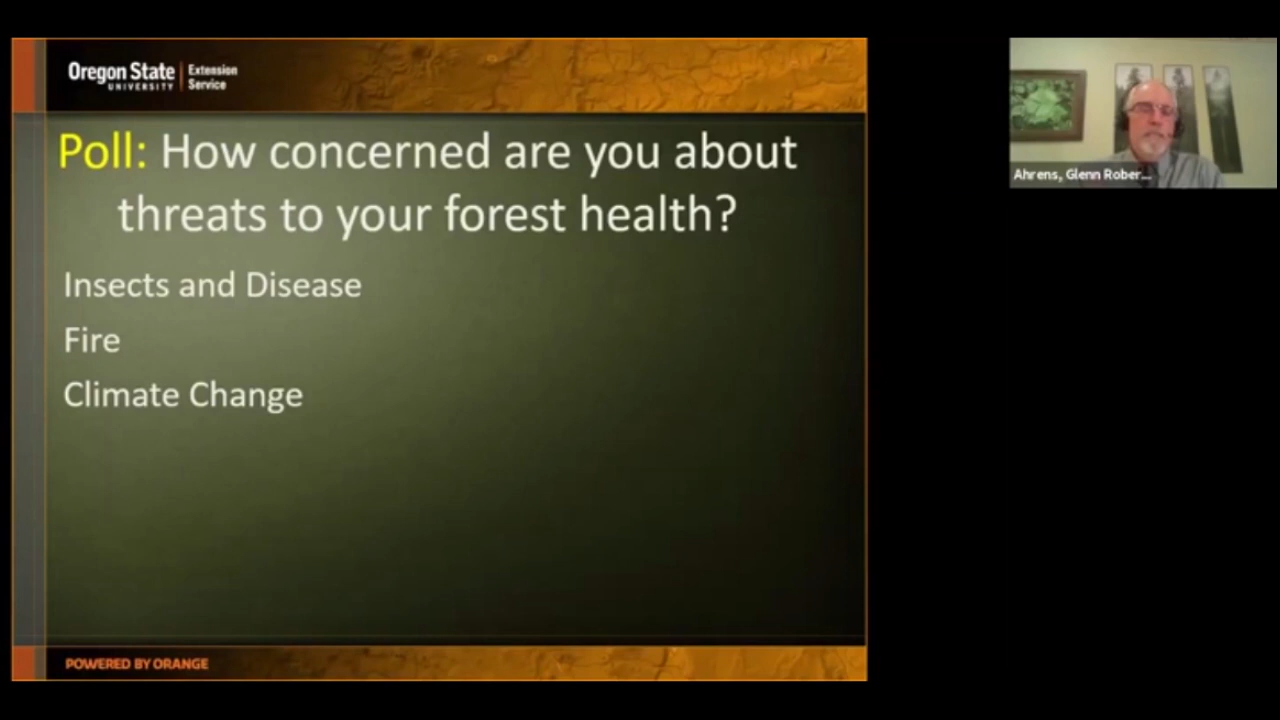 Oregon State
UNIVERSITY
Extension
Service
Poll: How concerned are you about
threats to your forest health?
Insects and Disease
Fire
Climate Change
POWERED BY ORANGE
Ahrens, Glenn Rober...